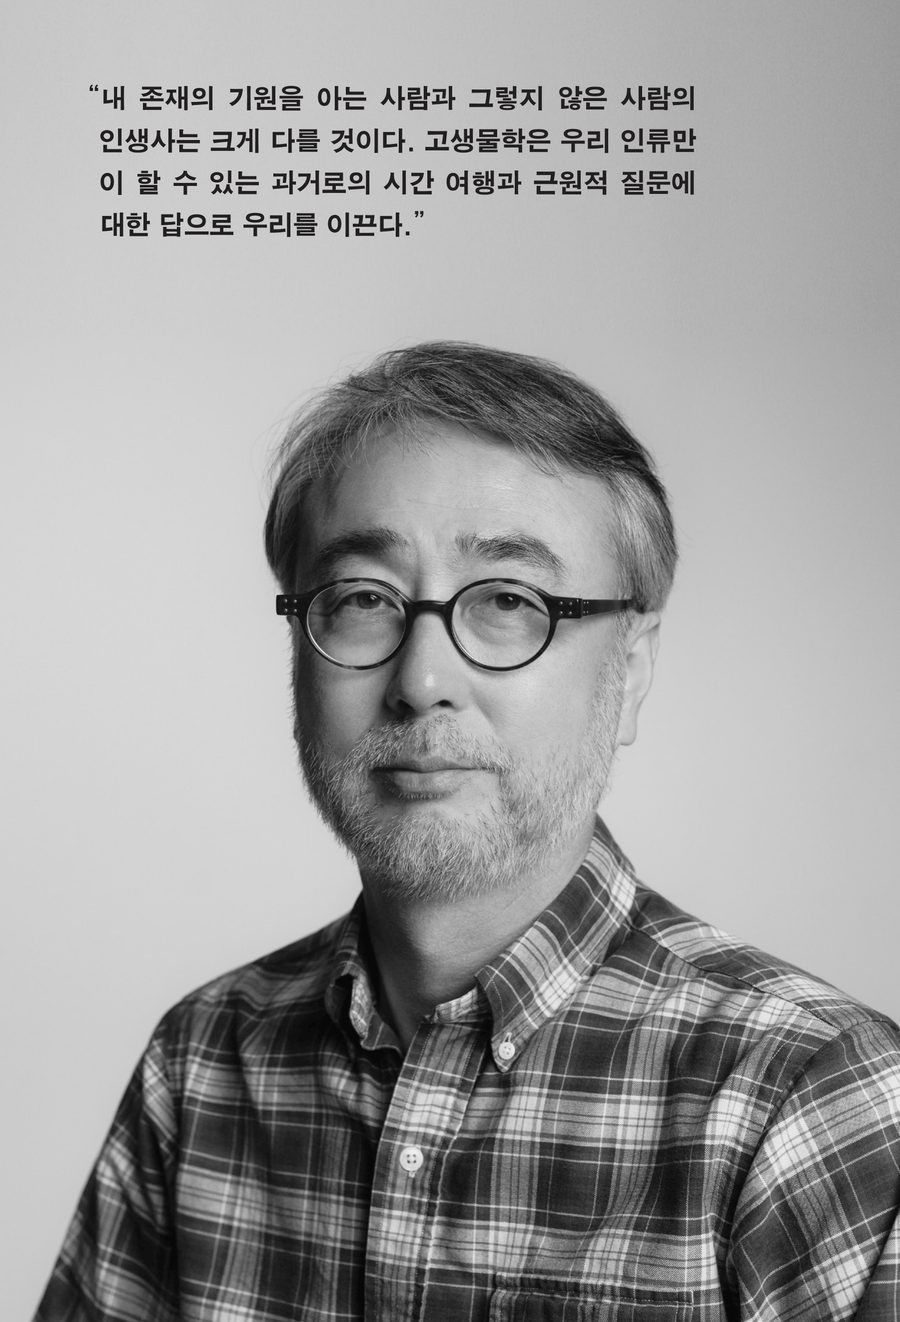 “내 존재의 기원을 아는 사람과 그렇지 않은 사람의
인생사는 크게 다를 것이다. 고생물학은 우리 인류만
이 할 수 있는 과거로의 시간 여행과 근원적 질문에
대한 답으로 우리를 이끈다.”